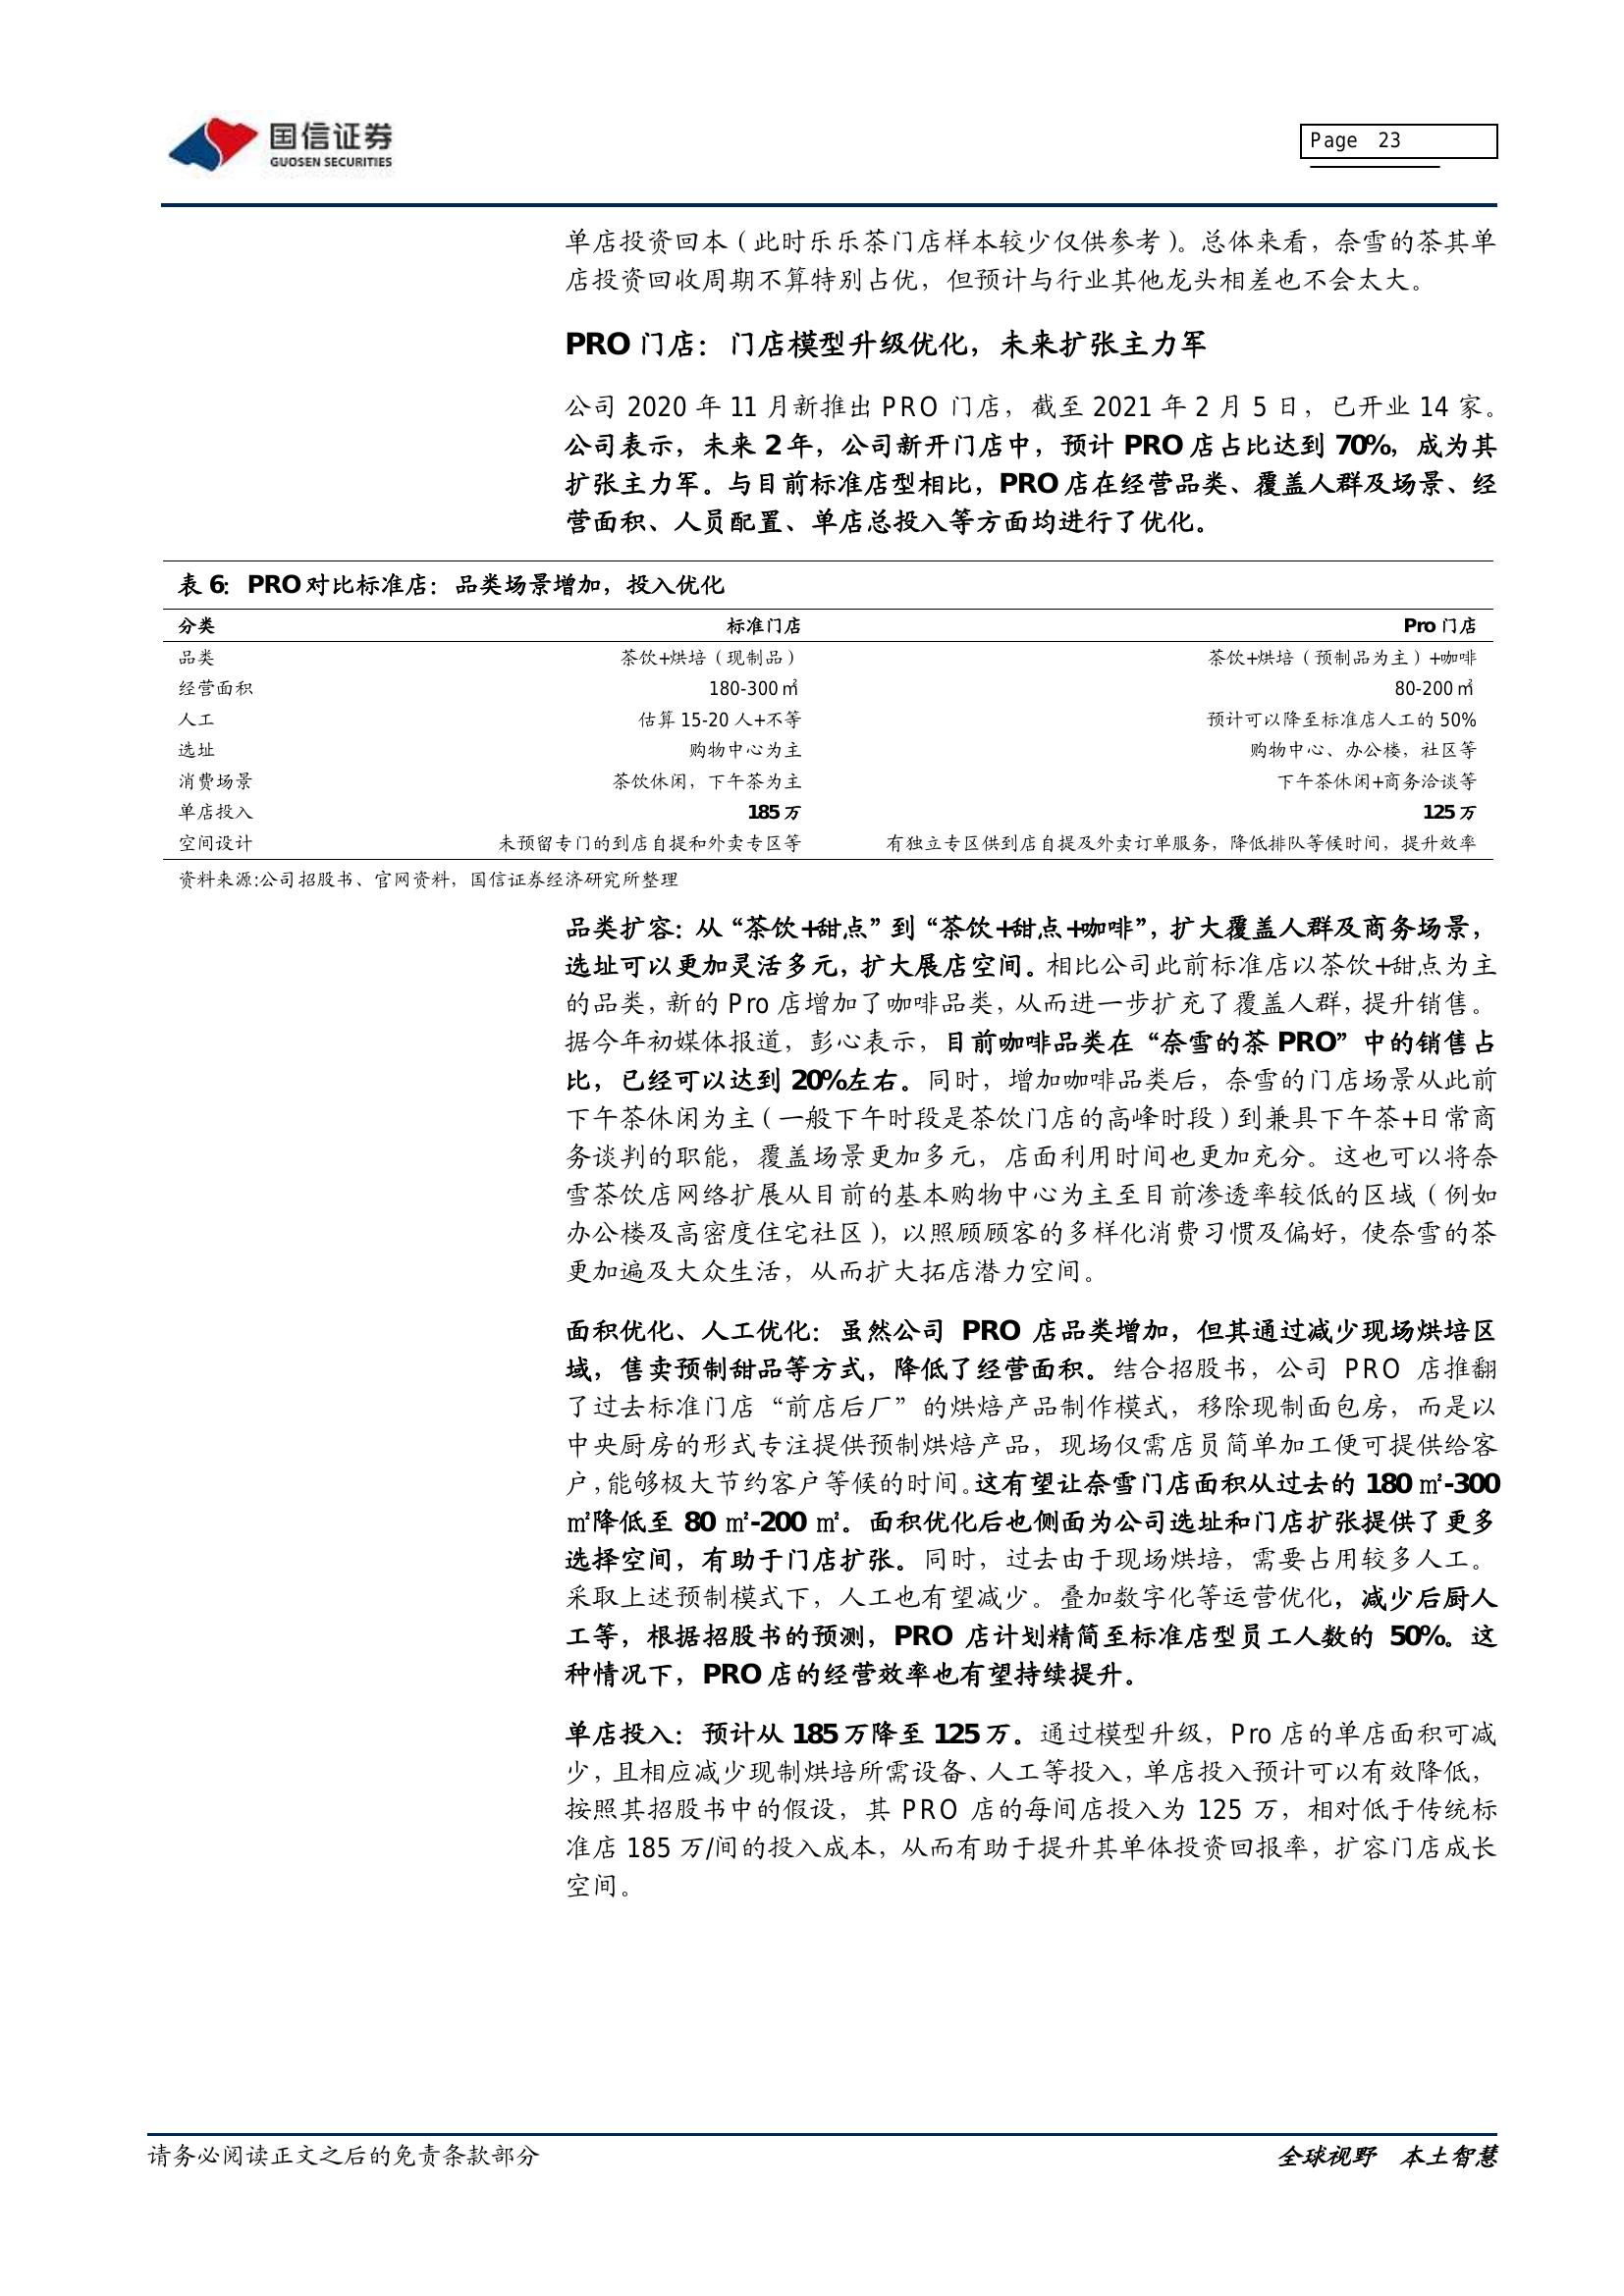 国信证券
GUOSEN SECURITIES
Page 23
单店投资回本（此时乐乐茶门店样本较少仅供参考）。总体来看，奈雪的茶其单
店投资回收周期不算特别占优，但预计与行业其他龙头相差也不会太大。
PRO 门店：门店模型升级优化，未来扩张主力军
公司 2020 年 11 月新推出 PRO 门店，截至 2021 年 2 月 5 日，已开业 14 家。
公司表示，未来 2 年，公司新开门店中，预计 PRO 店占比达到 70%，成为其
扩张主力军。与目前标准店型相比，PRO 店在经营品类、覆盖人群及场景、经
营面积、人员配置、单店总投入等方面均进行了优化。
表 6：PRO 对比标准店：品类场景增加，投入优化
分类 标准门店 Pro 门店
品类 茶饮+烘培（现制品） 茶饮+烘培（预制品为主）+咖啡
经营面积 180-300 ㎡ 80-200 ㎡
人工 估算 15-20 人+不等 预计可以降至标准店人工的 50%
选址 购物中心为主 购物中心、办公楼，社区等
消费场景 茶饮休闲，下午茶为主 下午茶休闲+商务洽谈等
单店投入 185 万 125 万
空间设计 未预留专门的到店自提和外卖专区等 有独立专区供到店自提及外卖订单服务，降低排队等候时间，提升效率
资料来源:公司招股书、官网资料，国信证券经济研究所整理
品类扩容：从“茶饮+甜点”到“茶饮+甜点+咖啡”，扩大覆盖人群及商务场景，
选址可以更加灵活多元，扩大展店空间。相比公司此前标准店以茶饮+甜点为主
的品类，新的 Pro 店增加了咖啡品类，从而进一步扩充了覆盖人群，提升销售。
据今年初媒体报道，彭心表示，目前咖啡品类在“奈雪的茶 PRO”中的销售占
比，已经可以达到 20%左右。同时，增加咖啡品类后，奈雪的门店场景从此前
下午茶休闲为主（一般下午时段是茶饮门店的高峰时段）到兼具下午茶+日常商
务谈判的职能，覆盖场景更加多元，店面利用时间也更加充分。这也可以将奈
雪茶饮店网络扩展从目前的基本购物中心为主至目前渗透率较低的区域（例如
办公楼及高密度住宅社区），以照顾顾客的多样化消费习惯及偏好，使奈雪的茶
更加遍及大众生活，从而扩大拓店潜力空间。
面积优化、人工优化：虽然公司 PRO 店品类增加，但其通过减少现场烘培区
域，售卖预制甜品等方式，降低了经营面积。结合招股书，公司 PRO 店推翻
了过去标准门店“前店后厂”的烘焙产品制作模式，移除现制面包房，而是以
中央厨房的形式专注提供预制烘焙产品，现场仅需店员简单加工便可提供给客
户，能够极大节约客户等候的时间。这有望让奈雪门店面积从过去的 180 ㎡-300
㎡降低至 80 ㎡-200 ㎡。面积优化后也侧面为公司选址和门店扩张提供了更多
选择空间，有助于门店扩张。同时，过去由于现场烘培，需要占用较多人工。
采取上述预制模式下，人工也有望减少。叠加数字化等运营优化，减少后厨人
工等，根据招股书的预测，PRO 店计划精简至标准店型员工人数的 50%。这
种情况下，PRO 店的经营效率也有望持续提升。
单店投入：预计从 185 万降至 125 万。通过模型升级，Pro 店的单店面积可减
少，且相应减少现制烘培所需设备、人工等投入，单店投入预计可以有效降低，
按照其招股书中的假设，其 PRO 店的每间店投入为 125 万，相对低于传统标
准店 185 万/间的投入成本，从而有助于提升其单体投资回报率，扩容门店成长
空间。
请务必阅读正文之后的免责条款部分
全球视野 本土智慧